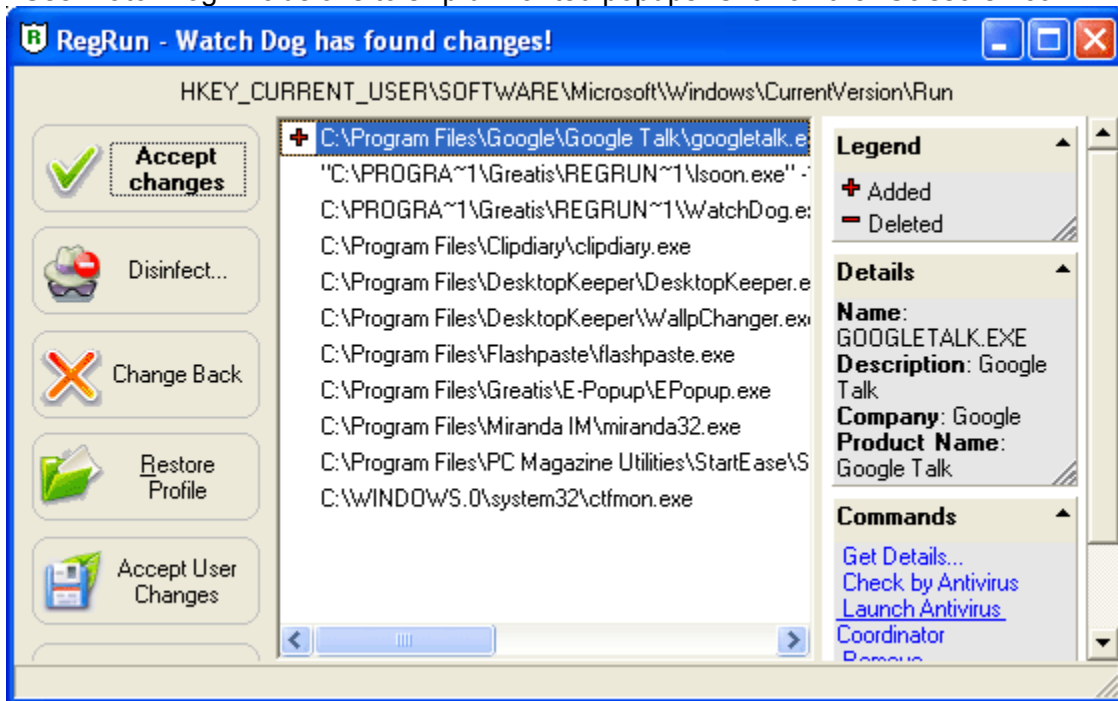 RegRun - Watch Dog has found changes!
HKEY_CURRENT_USER\SOFTWARE\Microsoft\Windows\CurrentVersion\Run
Accept
changes
Disinfect...
Change Back
Restore
Profile
Accept User
Changes
C:\Program Files\Google\Google Talk\googletalk.e
"C:\PROGRA~1\Greatis\REGRUN~1\lsoon.exe" -
C:\PROGRA~1\Greatis\REGRUN~1\WatchDog.e
C:\Program Files\Clipdiary\clipdiary.exe
C:\Program Files\DesktopKeeper\DesktopKeeper.e
C:\Program Files\DesktopKeeper\WallpChanger.ex
C:\Program Files\Flashpaste\flashpaste.exe
C:\Program Files\Greatis\E-Popup\EPopup.exe
C:\Program Files\Miranda IM\miranda32.exe
C:\Program Files\PC Magazine Utilities\StartEase\S
C:\WINDOWS.0\system32\ctfmon.exe
Legend
Added
Deleted
Details
Name:
GOOGLETALK.EXE
Description: Google
Talk
Company: Google
Product Name:
Google Talk
Commands
Get Details...
Check by Antivirus
Launch Antivirus
Coordinator
Remove